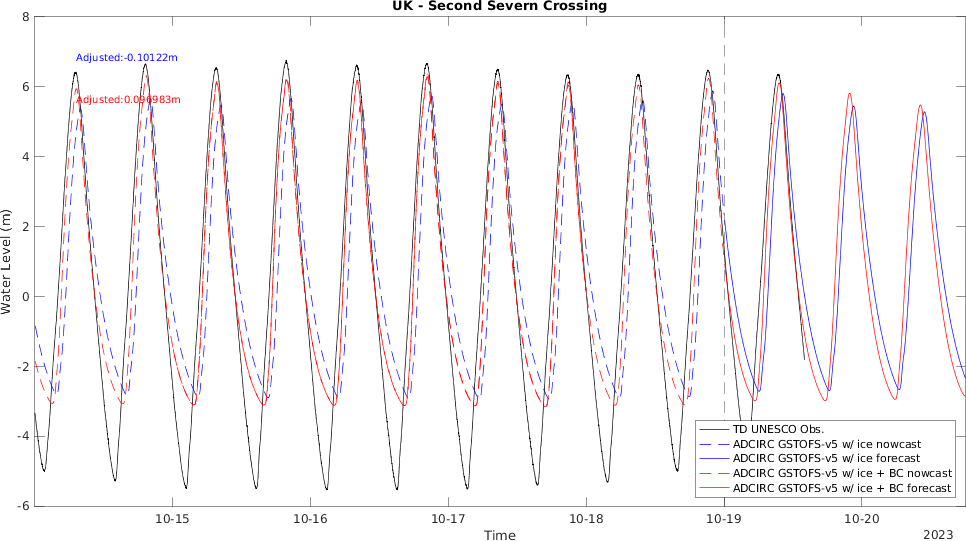 UK - Second Severn Crossing
Adjusted:-0.10122m
Adjusted:0.096983m
Water Level (m)
8
6
4
2
0
-2
-4
-6
10-15
10-16
10-17
10-18
10-19
10-20
Time
2023
TD UNESCO Obs.
ADCIRC GSTOFS-v5 w/ ice nowcast
ADCIRC GSTOFS-v5 w/ ice forecast
ADCIRC GSTOFS-v5 w/ ice + BC nowcast
ADCIRC GSTOFS-v5 w/ ice + BC forecast